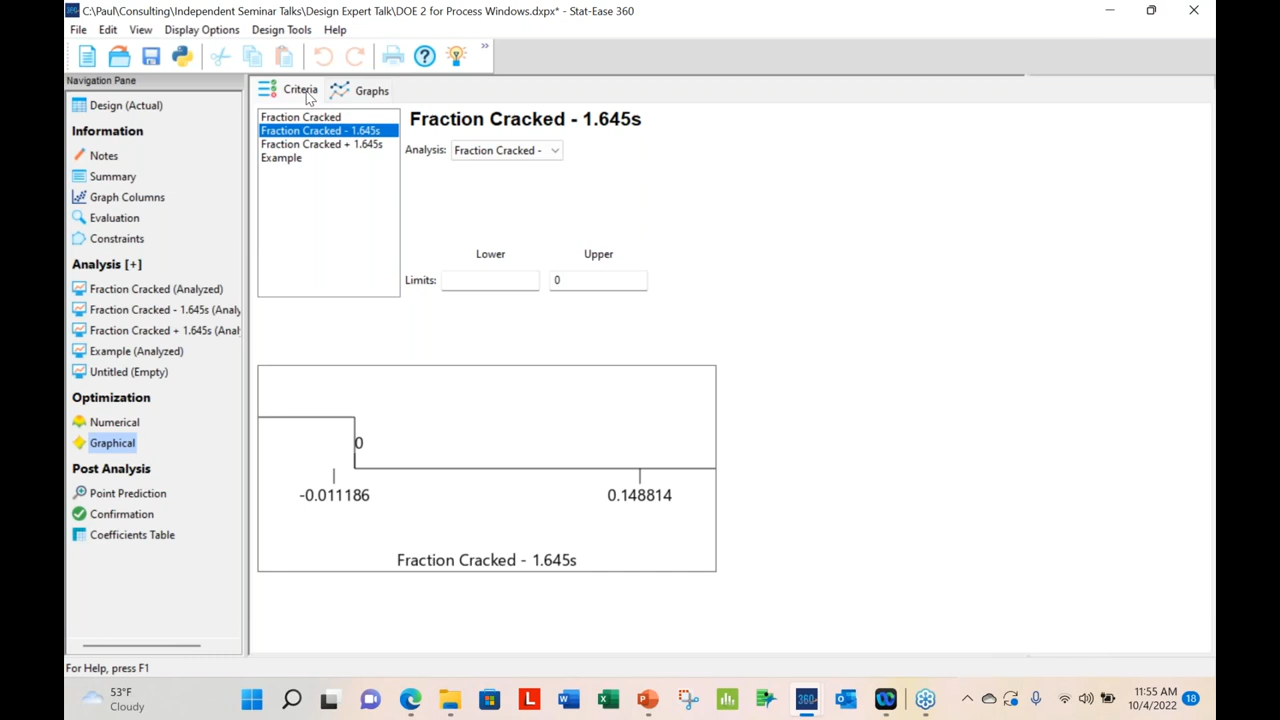 360 C:\Paul\Consulting\Independent Seminar Talks\Design Expert Talk\DOE 2 for Process Windows.dxpx* - Stat-Ease 360
File Edit View Display Options Design Tools Help
Navigation Pane
Design (Actual)
Information
Notes
Summary
Graph Columns
Evaluation
Constraints
Analysis [+]
Fraction Cracked (Analyzed)
Fraction Cracked - 1.645s (Analy
Fraction Cracked + 1.645s (Anal
Example (Analyzed)
Untitled (Empty)
Optimization
Numerical
Graphical
Post Analysis
Point Prediction
Confirmation
Coefficients Table
Criteria Graphs
Fraction Cracked
Fraction Cracked - 1.645s
Fraction Cracked + 1.645s
Example
Fraction Cracked - 1.645s
Analysis: Fraction Cracked -
Lower Upper
Limits: 0
0
-0.011186 0.148814
Fraction Cracked - 1.645s
For Help, press F1
53°F
Cloudy
L
360
11:55 AM
10/4/2022
18